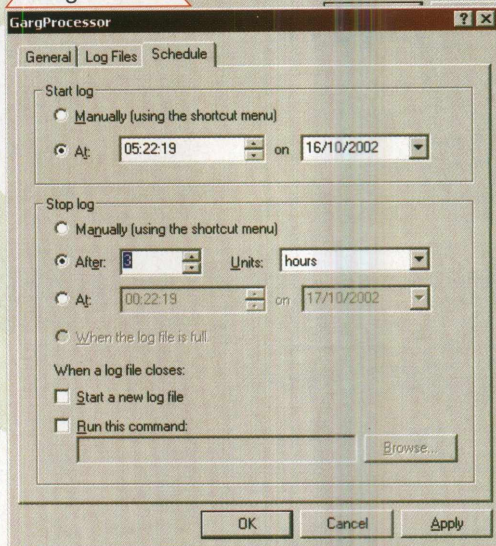 GargProcessor
General Log Files Schedule
Start log
Manually (using the shortcut menu)
At: 05:22:19 on 16/10/2002
Stop log
Manually (using the shortcut menu)
After: 3 Units: hours
At: 00:22:19 on 17/10/2002
When the log file is full.
When a log file closes:
Start a new log file
Run this command:
Browse...
OK Cancel Apply